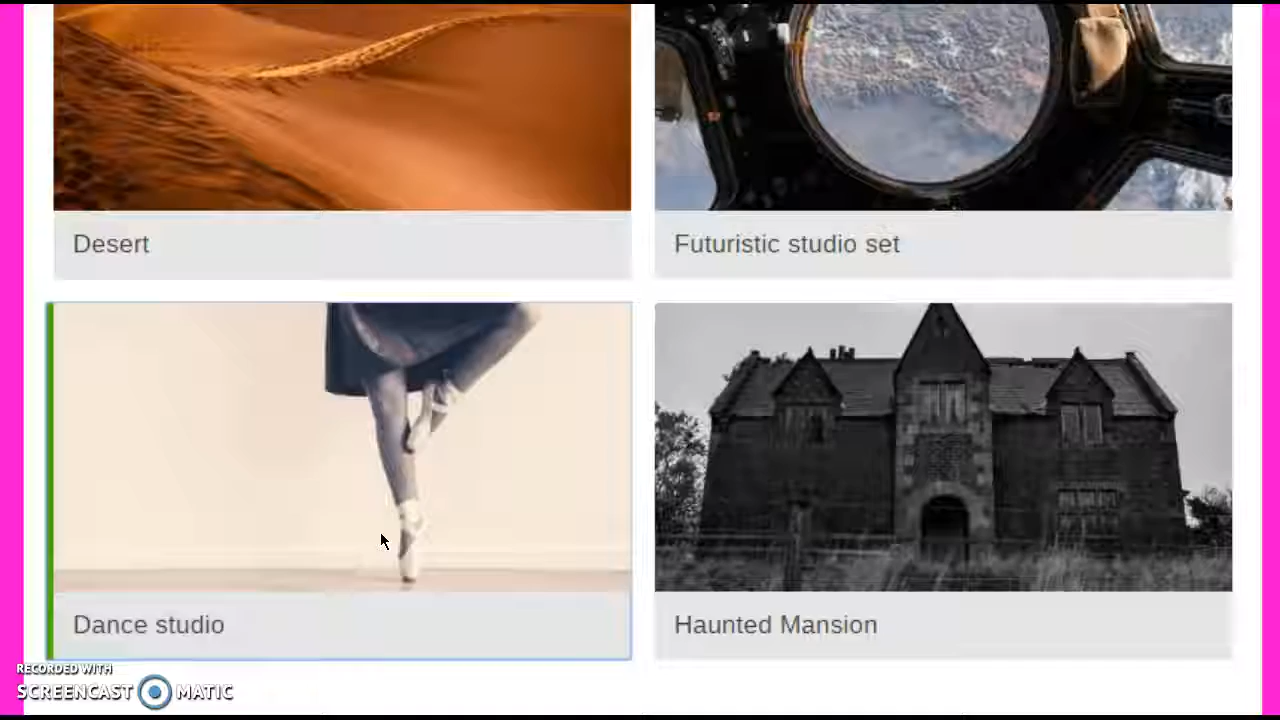 Desert
Futuristic studio set
Dance studio
Haunted Mansion
RECORDED WITH
SCREENCAST MATIC